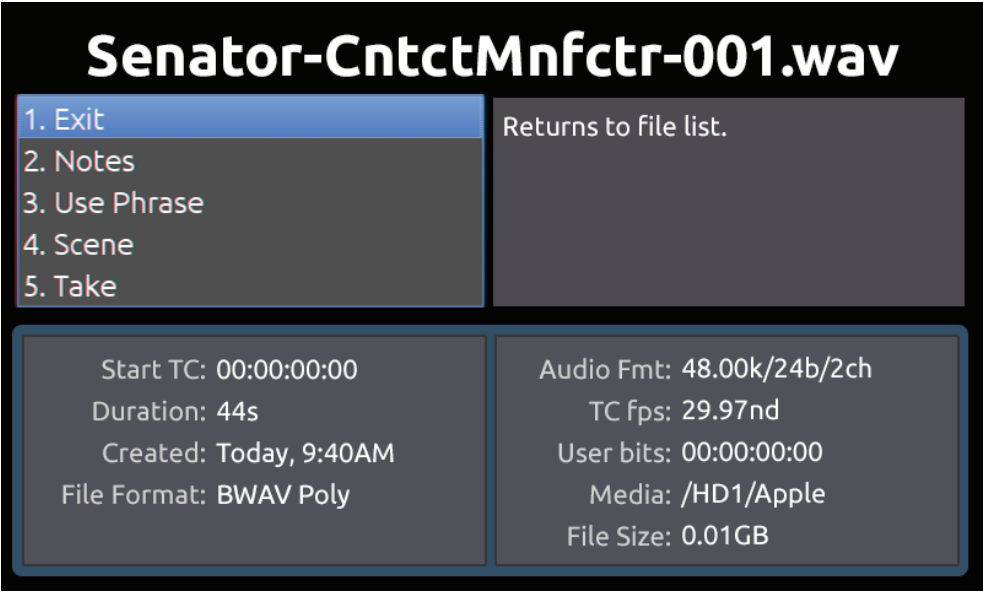 Senator-CntctMnfctr-001.wav
1. Exit
2. Notes
3. Use Phrase
4. Scene
5. Take
Returns to file list.
Start TC: 00:00:00:00
Duration: 44s
Created: Today, 9:40AM
File Format: BWAV Poly
Audio Fmt: 48.00k/24b/2ch
TC fps: 29.97nd
User bits: 00:00:00:00
Media: /HD1/Apple
File Size: 0.01GB